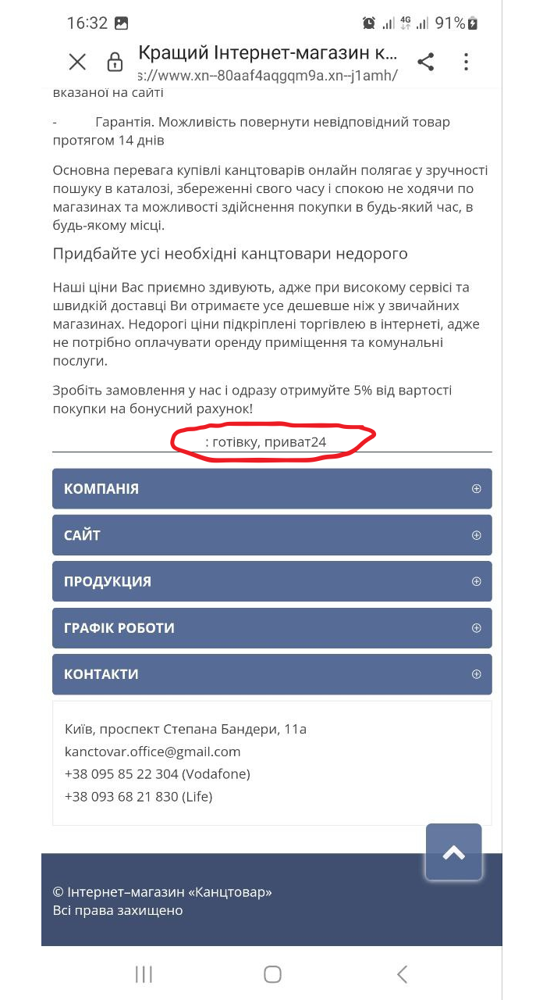 16:32
4G
91%
Кращий Інтернет-магазин к...
s://www.xn--80aaf4aqgqm9a.xn--j1amh/
вказаної на сайті
- Гарантія. Можливість повернути невідповідний товар
протягом 14 днів
Основна перевага купівлі канцтоварів онлайн полягає у зручності
пошуку в каталозі, збереженні свого часу і спокою не ходячи по
магазинах та можливості здійснення покупки в будь-який час, в
будь-якому місці.
Придбайте усі необхідні канцтовари недорого
Наші ціни Вас приємно здивують, адже при високому сервісі та
швидкій доставці Ви отримаєте усе дешевше ніж у звичайних
магазинах. Недорогі ціни підкріплені торгівлею в інтернеті, адже
не потрібно оплачувати оренду приміщення та комунальні
послуги.
Зробіть замовлення у нас і одразу отримуйте 5% від вартості
покупки на бонусний рахунок!
: готівку, приват24
КОМПАНІЯ
САЙТ
ПРОДУКЦИЯ
ГРАФІК РОБОТИ
КОНТАКТИ
Київ, проспект Степана Бандери, 11а
kanctovar.office@gmail.com
+38 095 85 22 304 (Vodafone)
+38 093 68 21 830 (Life)
© Інтернет–магазин «Канцтовар»
Всі права захищено